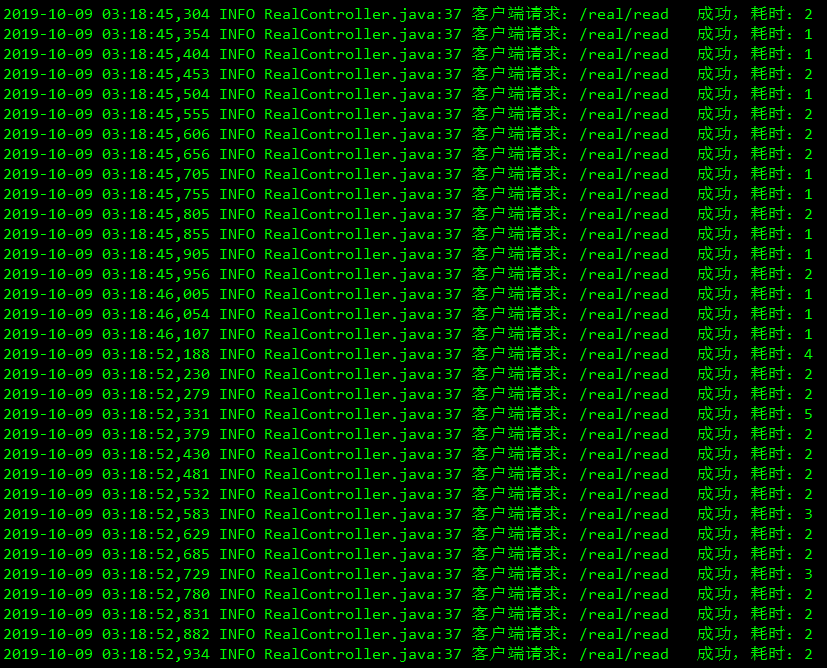 2019-10-09 03:18:45,304 INFO RealController.java:37 客户端请求：/real/read   成功，耗时：2
2019-10-09 03:18:45,354 INFO RealController.java:37 客户端请求：/real/read   成功，耗时：1
2019-10-09 03:18:45,404 INFO RealController.java:37 客户端请求：/real/read   成功，耗时：1
2019-10-09 03:18:45,453 INFO RealController.java:37 客户端请求：/real/read   成功，耗时：2
2019-10-09 03:18:45,504 INFO RealController.java:37 客户端请求：/real/read   成功，耗时：1
2019-10-09 03:18:45,555 INFO RealController.java:37 客户端请求：/real/read   成功，耗时：2
2019-10-09 03:18:45,606 INFO RealController.java:37 客户端请求：/real/read   成功，耗时：2
2019-10-09 03:18:45,656 INFO RealController.java:37 客户端请求：/real/read   成功，耗时：2
2019-10-09 03:18:45,705 INFO RealController.java:37 客户端请求：/real/read   成功，耗时：1
2019-10-09 03:18:45,755 INFO RealController.java:37 客户端请求：/real/read   成功，耗时：1
2019-10-09 03:18:45,805 INFO RealController.java:37 客户端请求：/real/read   成功，耗时：2
2019-10-09 03:18:45,855 INFO RealController.java:37 客户端请求：/real/read   成功，耗时：1
2019-10-09 03:18:45,905 INFO RealController.java:37 客户端请求：/real/read   成功，耗时：1
2019-10-09 03:18:45,956 INFO RealController.java:37 客户端请求：/real/read   成功，耗时：2
2019-10-09 03:18:46,005 INFO RealController.java:37 客户端请求：/real/read   成功，耗时：1
2019-10-09 03:18:46,054 INFO RealController.java:37 客户端请求：/real/read   成功，耗时：1
2019-10-09 03:18:46,107 INFO RealController.java:37 客户端请求：/real/read   成功，耗时：1
2019-10-09 03:18:52,188 INFO RealController.java:37 客户端请求：/real/read   成功，耗时：4
2019-10-09 03:18:52,230 INFO RealController.java:37 客户端请求：/real/read   成功，耗时：2
2019-10-09 03:18:52,279 INFO RealController.java:37 客户端请求：/real/read   成功，耗时：2
2019-10-09 03:18:52,331 INFO RealController.java:37 客户端请求：/real/read   成功，耗时：5
2019-10-09 03:18:52,379 INFO RealController.java:37 客户端请求：/real/read   成功，耗时：2
2019-10-09 03:18:52,430 INFO RealController.java:37 客户端请求：/real/read   成功，耗时：2
2019-10-09 03:18:52,481 INFO RealController.java:37 客户端请求：/real/read   成功，耗时：2
2019-10-09 03:18:52,532 INFO RealController.java:37 客户端请求：/real/read   成功，耗时：2
2019-10-09 03:18:52,583 INFO RealController.java:37 客户端请求：/real/read   成功，耗时：3
2019-10-09 03:18:52,629 INFO RealController.java:37 客户端请求：/real/read   成功，耗时：2
2019-10-09 03:18:52,685 INFO RealController.java:37 客户端请求：/real/read   成功，耗时：2
2019-10-09 03:18:52,729 INFO RealController.java:37 客户端请求：/real/read   成功，耗时：3
2019-10-09 03:18:52,780 INFO RealController.java:37 客户端请求：/real/read   成功，耗时：2
2019-10-09 03:18:52,831 INFO RealController.java:37 客户端请求：/real/read   成功，耗时：2
2019-10-09 03:18:52,882 INFO RealController.java:37 客户端请求：/real/read   成功，耗时：2
2019-10-09 03:18:52,934 INFO RealController.java:37 客户端请求：/real/read   成功，耗时：2